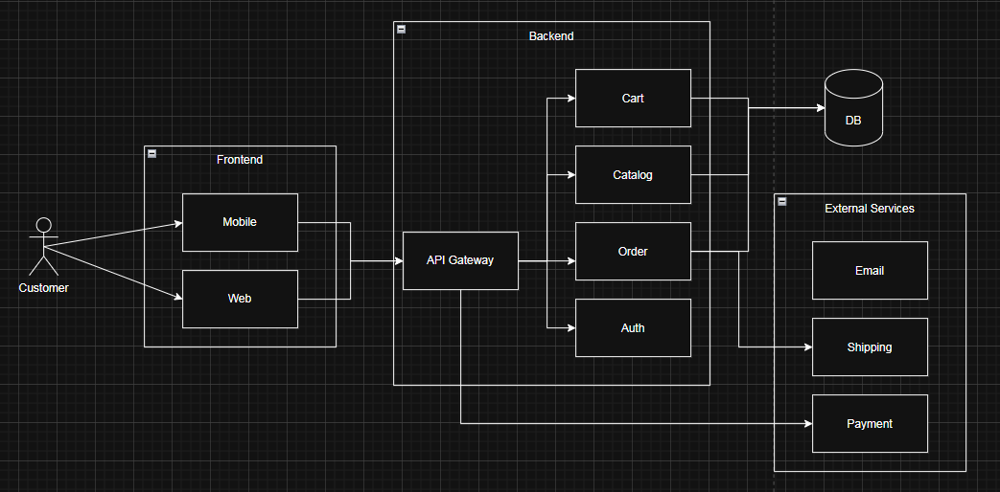 Backend
Cart
DB
Frontend
Catalog
External Services
Mobile
Order
API Gateway
Email
Customer
Web
Auth
Shipping
Payment